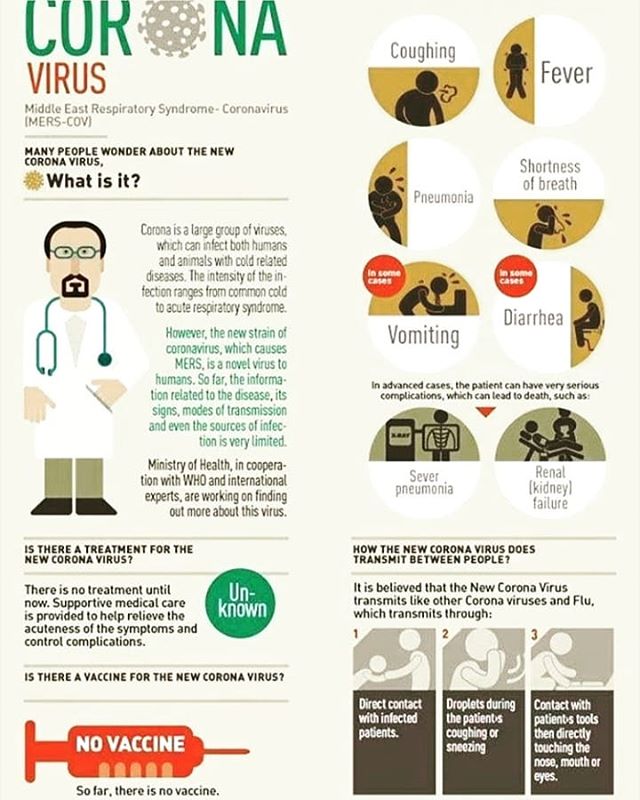 CORONA
VIRUS
Middle East Respiratory Syndrome- Coronavirus
(MERS-COV)
MANY PEOPLE WONDER ABOUT THE NEW
CORONA VIRUS,
What is it?
Corona is a large group of viruses,
which can infect both humans
and animals with cold related
diseases. The intensity of the in-
fection ranges from common cold
to acute respiratory syndrome.
However, the new strain of
coronavirus, which causes
MERS, is a novel virus to
humans. So far, the informa-
tion related to the disease, its
signs, modes of transmission
and even the sources of infec-
tion is very limited.
Ministry of Health, in coopera-
tion with WHO and international
experts, are working on finding
out more about this virus.
IS THERE A TREATMENT FOR THE
NEW CORONA VIRUS?
There is no treatment until
now. Supportive medical care
is provided to help relieve the
acuteness of the symptoms and
control complications.
Un-
known
IS THERE A VACCINE FOR THE NEW CORONA VIRUS?
NO VACCINE
So far, there is no vaccine.
Coughing
Fever
Pneumonia
Shortness
of breath
In some
cases
Vomiting
In some
cases
Diarrhea
In advanced cases, the patient can have very serious
complications, which can lead to death, such as:
X-RAY
Sever
pneumonia
Renal
(kidney)
failure
HOW THE NEW CORONA VIRUS DOES
TRANSMIT BETWEEN PEOPLE?
It is believed that the New Corona Virus
transmits like other Corona viruses and Flu,
which transmits through:
1
Direct contact
with infected
patients.
2
Droplets during
the patient's
coughing or
sneezing
3
Contact with
patient's tools
then directly
touching the
nose, mouth or
eyes.